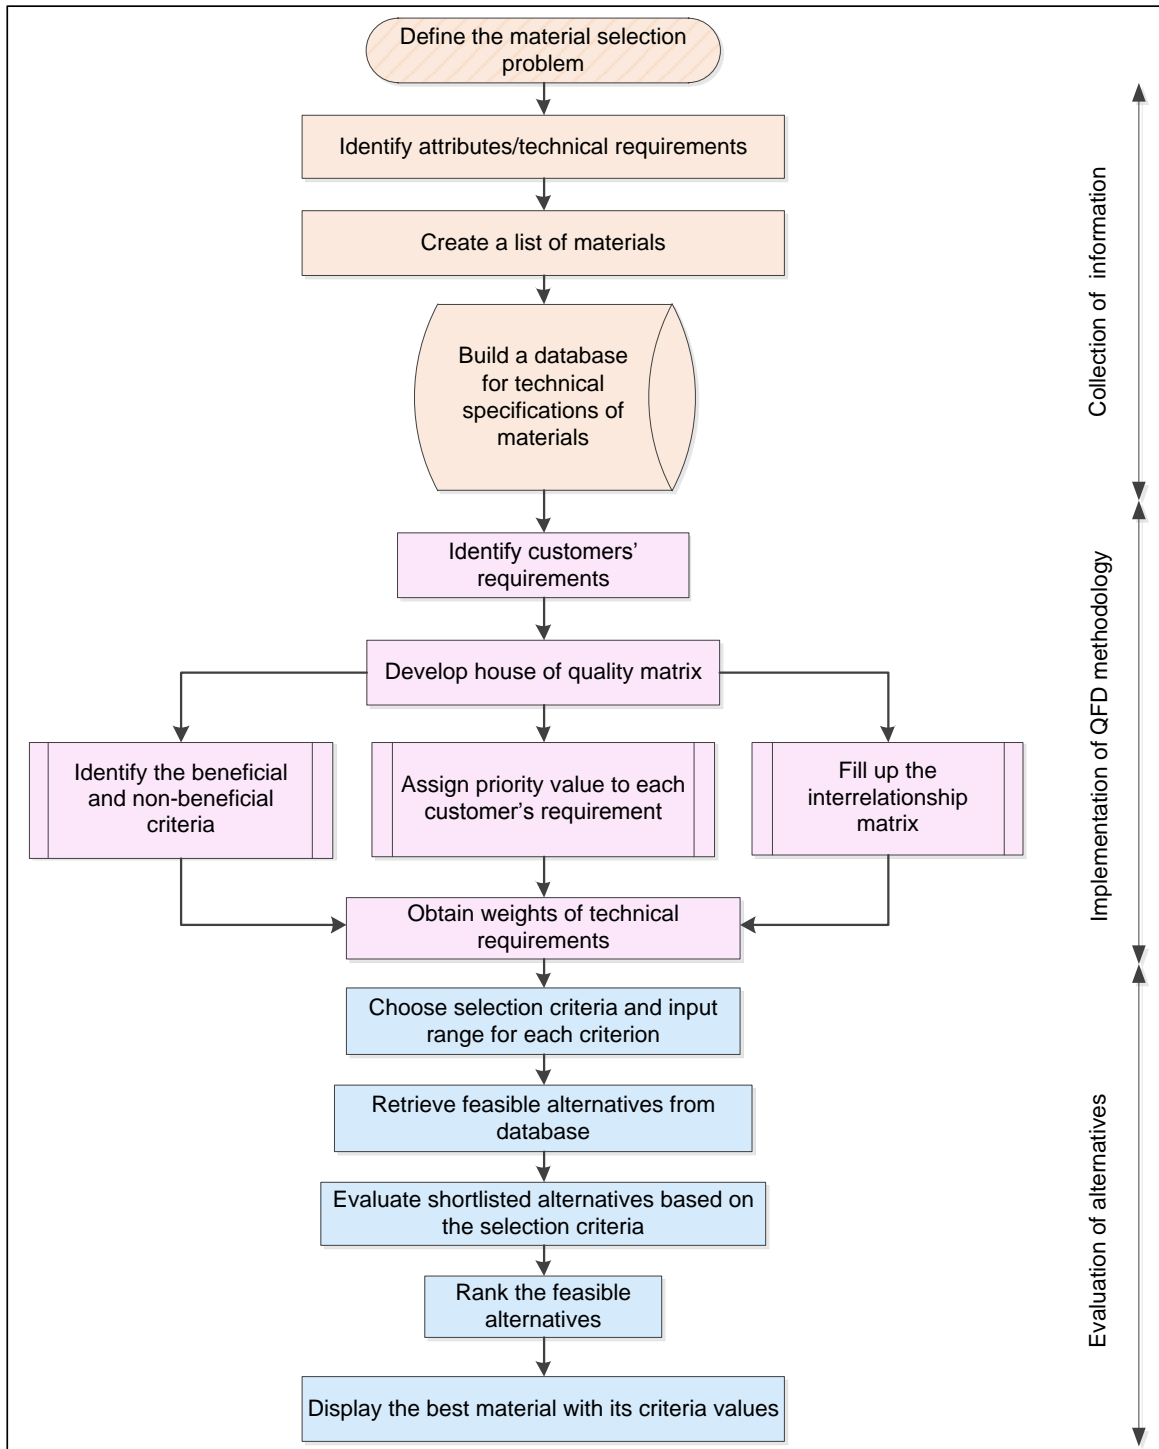 Define the material selection
problem
Identify attributes/technical requirements
Create a list of materials
Build a database
for technical
specifications of
materials
Collection of information
Identify customers’
requirements
Develop house of quality matrix
Identify the beneficial
and non-beneficial
criteria
Assign priority value to each
customer’s requirement
Fill up the
interrelationship
matrix
Obtain weights of technical
requirements
Implementation of QFD methodology
Choose selection criteria and input
range for each criterion
Retrieve feasible alternatives from
database
Evaluate shortlisted alternatives based on
the selection criteria
Rank the feasible
alternatives
Display the best material with its criteria values
Evaluation of alternatives